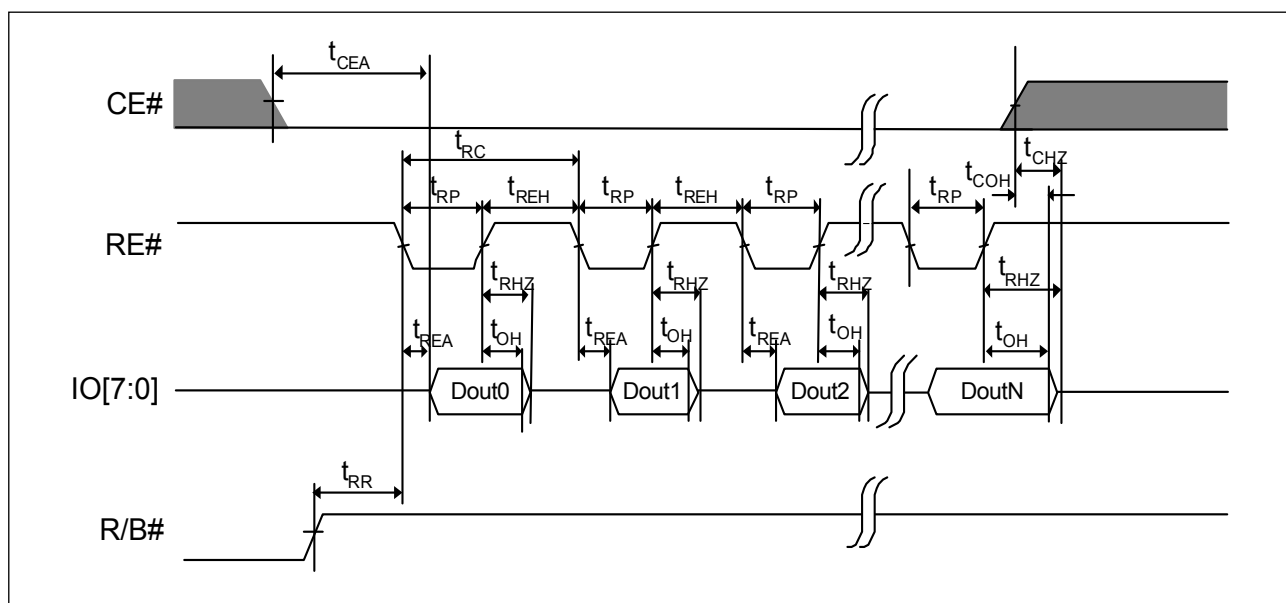 tCEA
CE#
tRC
tCHZ
tCOH
tRP tREH tRP tREH tRP tRP
RE#
tRHZ tRHZ tRHZ tRHZ
tREA tOH tREA tOH tREA tOH tOH
IO[7:0] Dout0 Dout1 Dout2 DoutN
tRR
R/B#